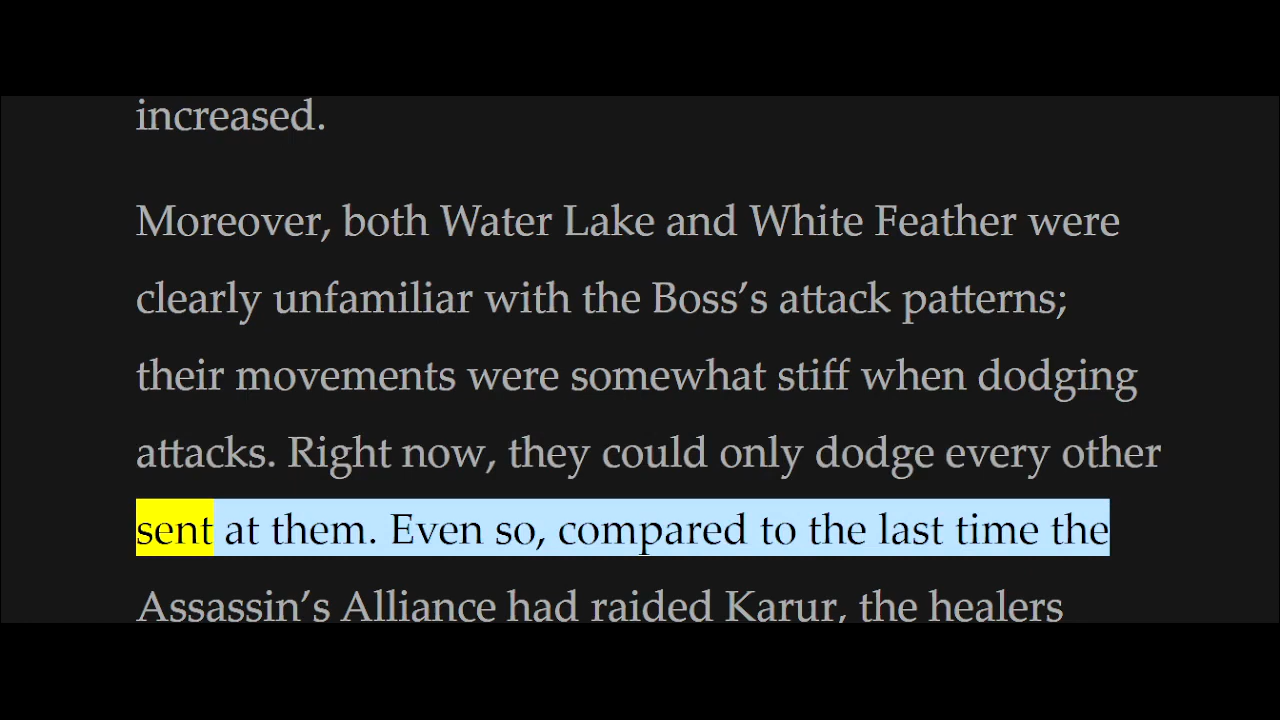 increased.
Moreover, both Water Lake and White Feather were
clearly unfamiliar with the Boss’s attack patterns;
their movements were somewhat stiff when dodging
attacks. Right now, they could only dodge every other
sent at them. Even so, compared to the last time the
Assassin’s Alliance had raided Karur, the healers